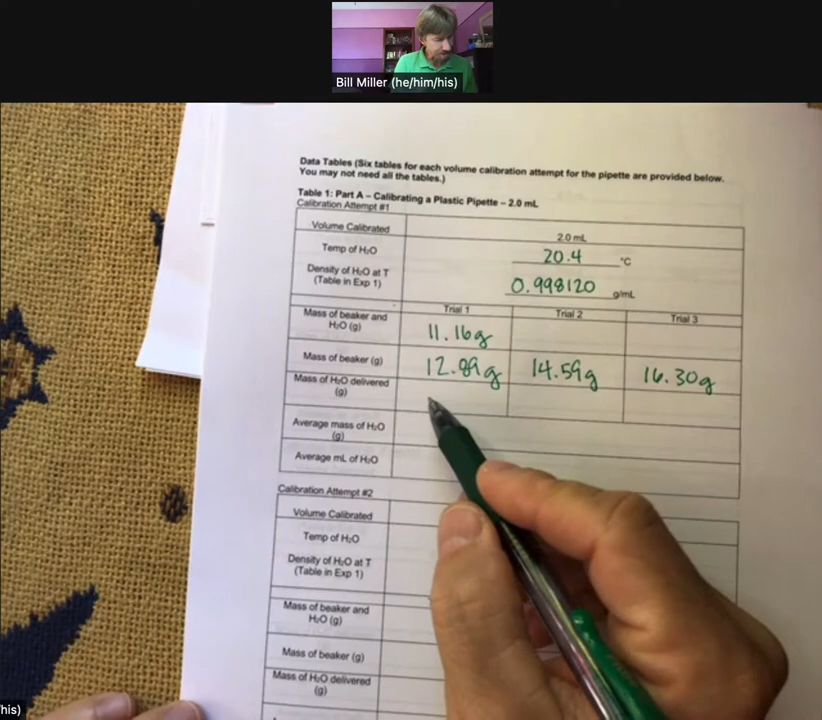 Bill Miller (he/him/his)
Data Tables (Six tables for each volume calibration attempt for the pipette are provided below.
You may not need all the tables.)
Table 1: Part A – Calibrating a Plastic Pipette – 2.0 mL
Calibration Attempt #1
Volume Calibrated 2.0 mL
Temp of H₂O 20.4 °C
Density of H₂O at T
(Table in Exp 1) 0.998120 g/mL
Trial 1 Trial 2 Trial 3
Mass of beaker and
H₂O (g) 11.16g
Mass of beaker (g) 12.89g 14.59g 16.30g
Mass of H₂O delivered
(g)
Average mass of H₂O
(g)
Average mL of H₂O
Calibration Attempt #2
Volume Calibrated
Temp of H₂O
Density of H₂O at T
(Table in Exp 1)
Mass of beaker and
H₂O (g)
Mass of beaker (g)
Mass of H₂O delivered
(g)
his)